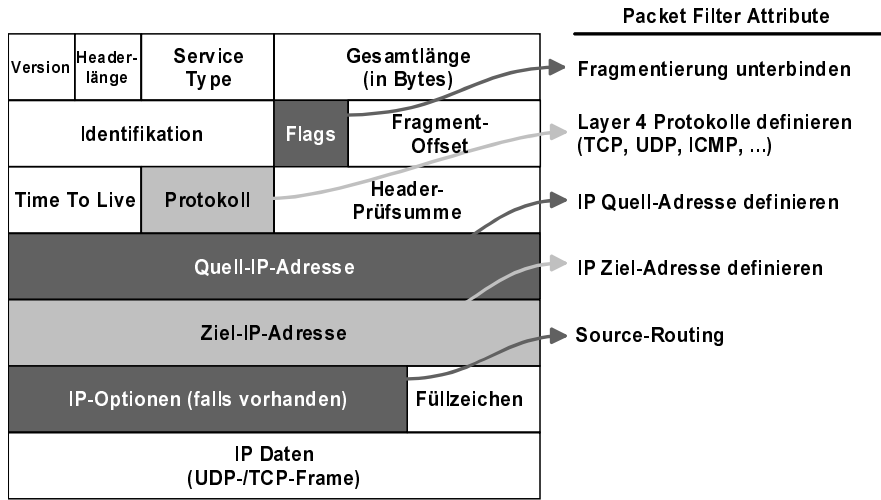 Packet Filter Attribute
Version
Header-
länge
Service
Type
Gesamtlänge
(in Bytes)
Fragmentierung unterbinden
Identifikation
Flags
Fragment-
Offset
Layer 4 Protokolle definieren
(TCP, UDP, ICMP, ...)
Time To Live
Protokoll
Header-
Prüfsumme
IP Quell-Adresse definieren
Quell-IP-Adresse
IP Ziel-Adresse definieren
Ziel-IP-Adresse
Source-Routing
IP-Optionen (falls vorhanden)
Füllzeichen
IP Daten
(UDP-/TCP-Frame)